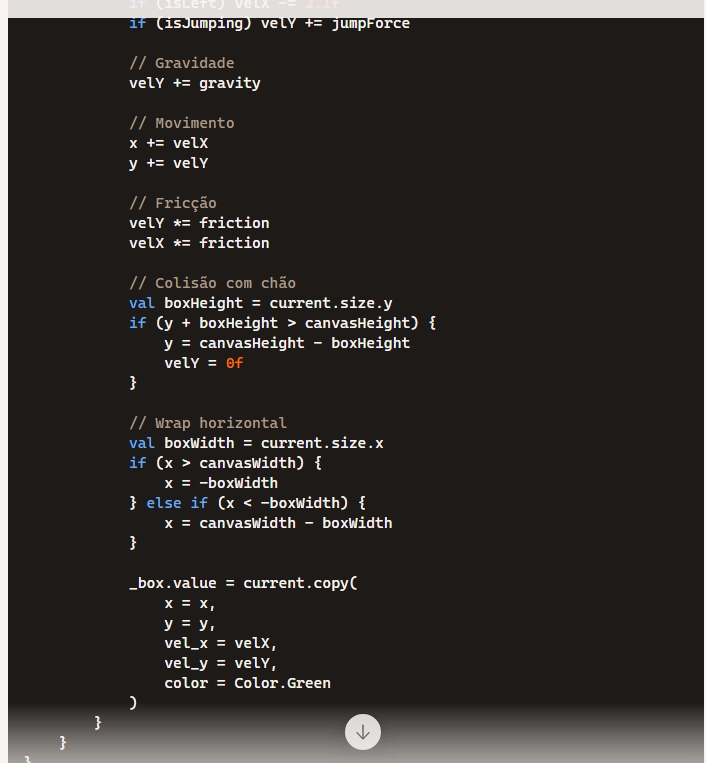 if (isLeft) velX -= 2.1f
if (isJumping) velY += jumpForce
// Gravidade
velY += gravity
// Movimento
x += velX
y += velY
// Fricção
velY *= friction
velX *= friction
// Colisão com chão
val boxHeight = current.size.y
if (y + boxHeight > canvasHeight) {
y = canvasHeight - boxHeight
velY = 0f
}
// Wrap horizontal
val boxWidth = current.size.x
if (x > canvasWidth) {
x = -boxWidth
} else if (x < -boxWidth) {
x = canvasWidth - boxWidth
}
_box.value = current.copy(
x = x,
y = y,
vel_x = velX,
vel_y = velY,
color = Color.Green
)
}
}
}